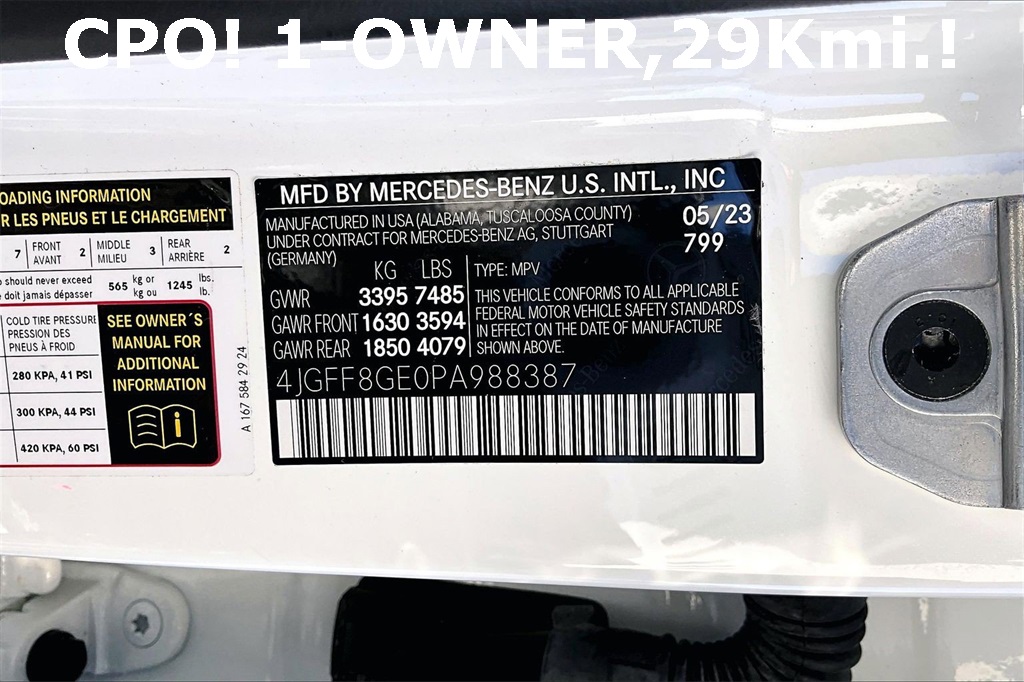 CPO! 1-OWNER,29Kmi.!
OADING INFORMATION
R LES PNEUS ET LE CHARGEMENT
7 FRONT AVANT 2 MIDDLE MILIEU 3 REAR ARRIÈRE 2
should never exceed
doit jamais dépasser 565 kg or kg ou 1245 lbs. lb.
COLD TIRE PRESSURE
PRESSION DES
PNEUS À FROID
280 KPA, 41 PSI
300 KPA, 44 PSI
420 KPA, 60 PSI
SEE OWNER´S
MANUAL FOR
ADDITIONAL
INFORMATION
A 167 584 29 24
MFD BY MERCEDES-BENZ U.S. INTL., INC
MANUFACTURED IN USA (ALABAMA, TUSCALOOSA COUNTY) 05/23
UNDER CONTRACT FOR MERCEDES-BENZ AG, STUTTGART 799
(GERMANY)
KG LBS
GVWR 3395 7485
GAWR FRONT 1630 3594
GAWR REAR 1850 4079
TYPE: MPV
THIS VEHICLE CONFORMS TO ALL APPLICABLE
FEDERAL MOTOR VEHICLE SAFETY STANDARDS
IN EFFECT ON THE DATE OF MANUFACTURE
SHOWN ABOVE.
4JGFF8GE0PA988387